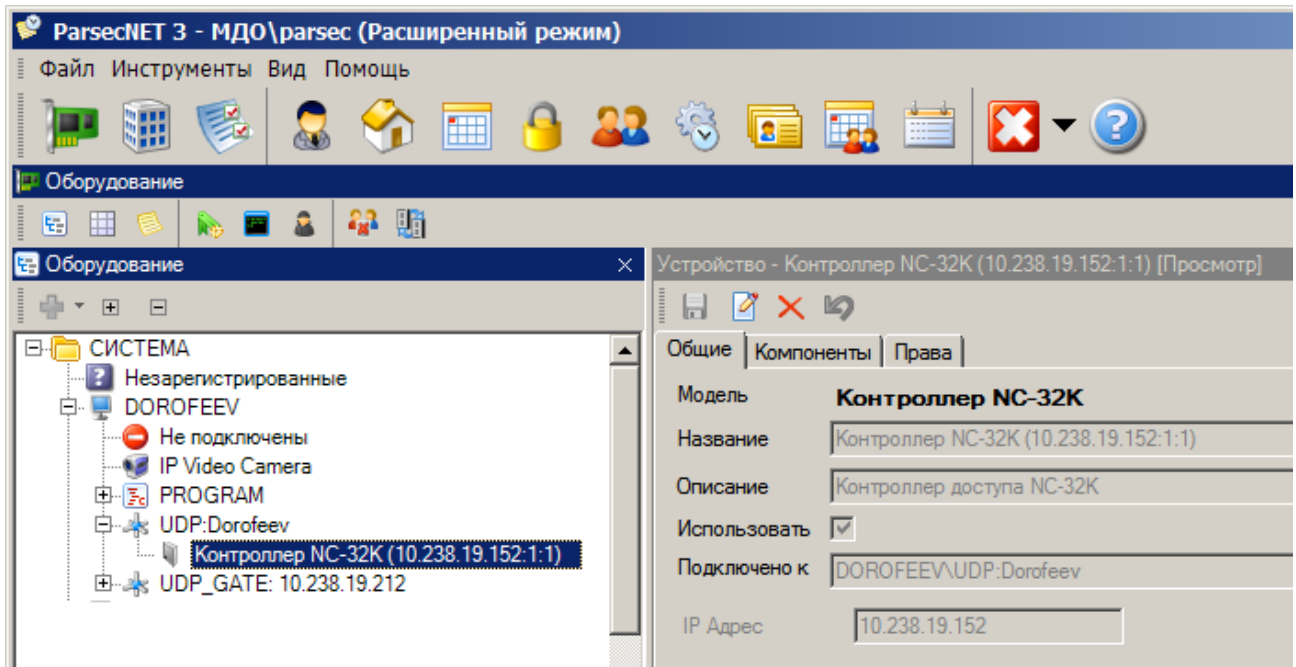 ParsecNET 3 - МДО\parsec (Расширенный режим)
Файл Инструменты Вид Помощь
Оборудование
Оборудование
СИСТЕМА
Незарегистрированные
DOROFEEV
Не подключены
IP Video Camera
PROGRAM
UDP:Dorofeev
Контроллер NC-32K (10.238.19.152:1:1)
UDP_GATE: 10.238.19.212
Устройство - Контроллер NC-32K (10.238.19.152:1:1) [Просмотр]
Общие Компоненты Права
Модель Контроллер NC-32K
Название Контроллер NC-32K (10.238.19.152:1:1)
Описание Контроллер доступа NC-32K
Использовать
Подключено к DOROFEEV\UDP:Dorofeev
IP Адрес 10.238.19.152